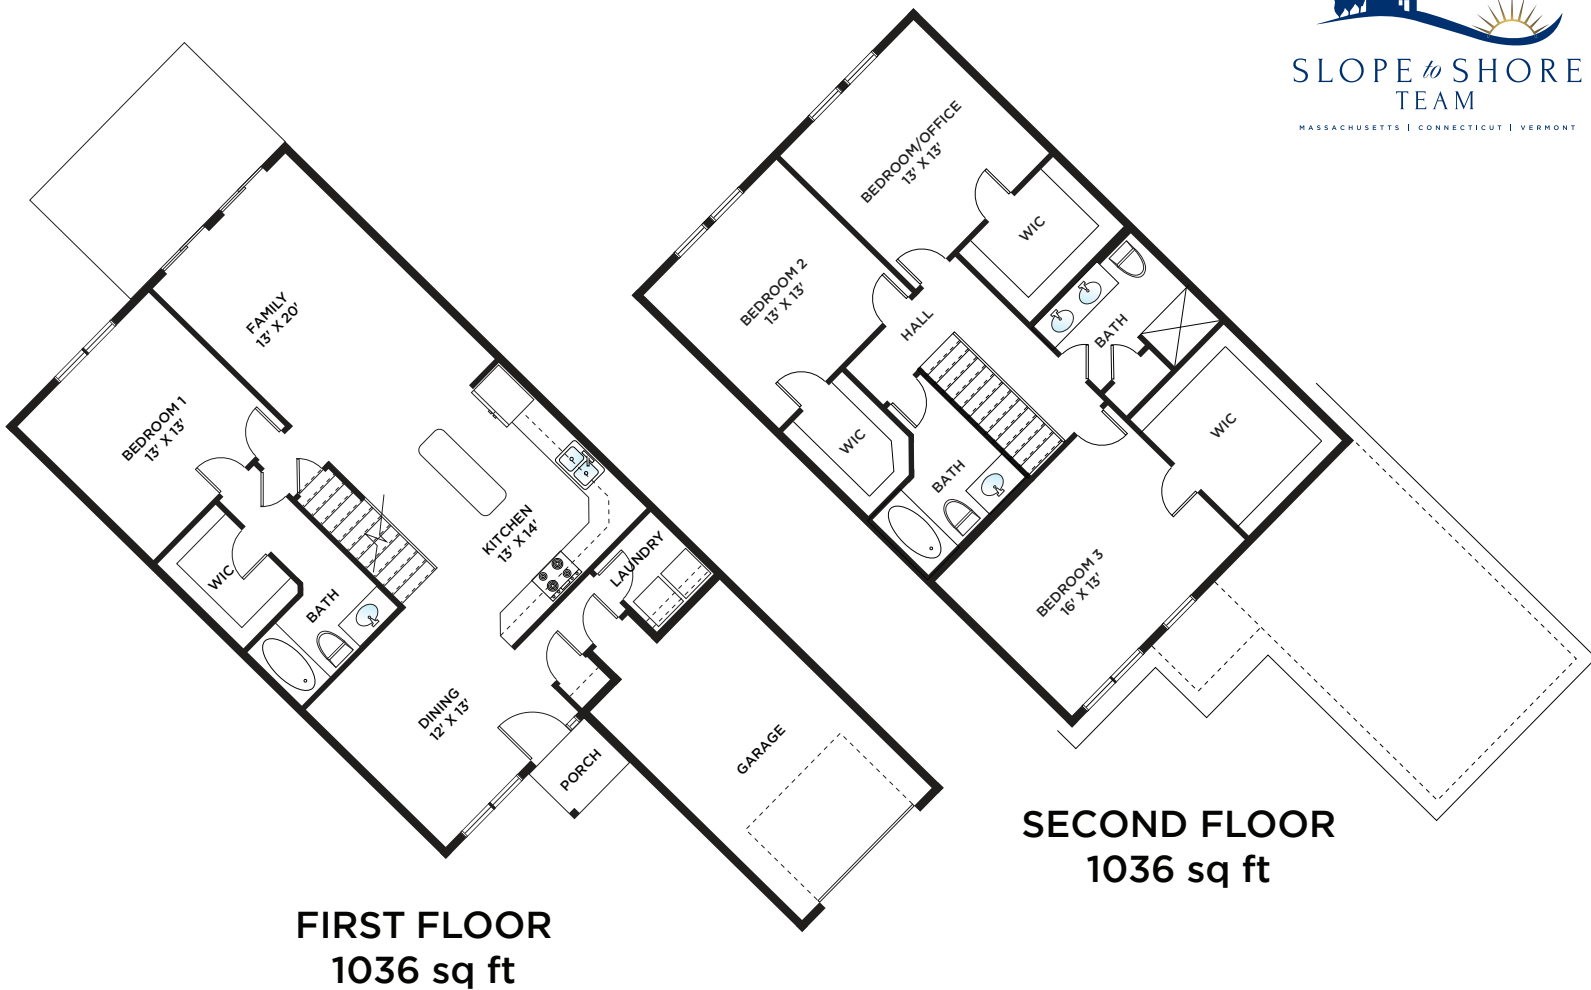 SLOPE to SHORE
TEAM
MASSACHUSETTS | CONNECTICUT | VERMONT
FAMILY
13' X 20'
BEDROOM 1
13' X 13'
WIC
BATH
KITCHEN
13' X 14'
LAUNDRY
DINING
12' X 13'
PORCH
GARAGE
FIRST FLOOR
1036 sq ft
BEDROOM/OFFICE
13' X 13'
WIC
BEDROOM 2
13' X 13'
HALL
BATH
WIC
BATH
WIC
BEDROOM 3
16' X 13'
SECOND FLOOR
1036 sq ft